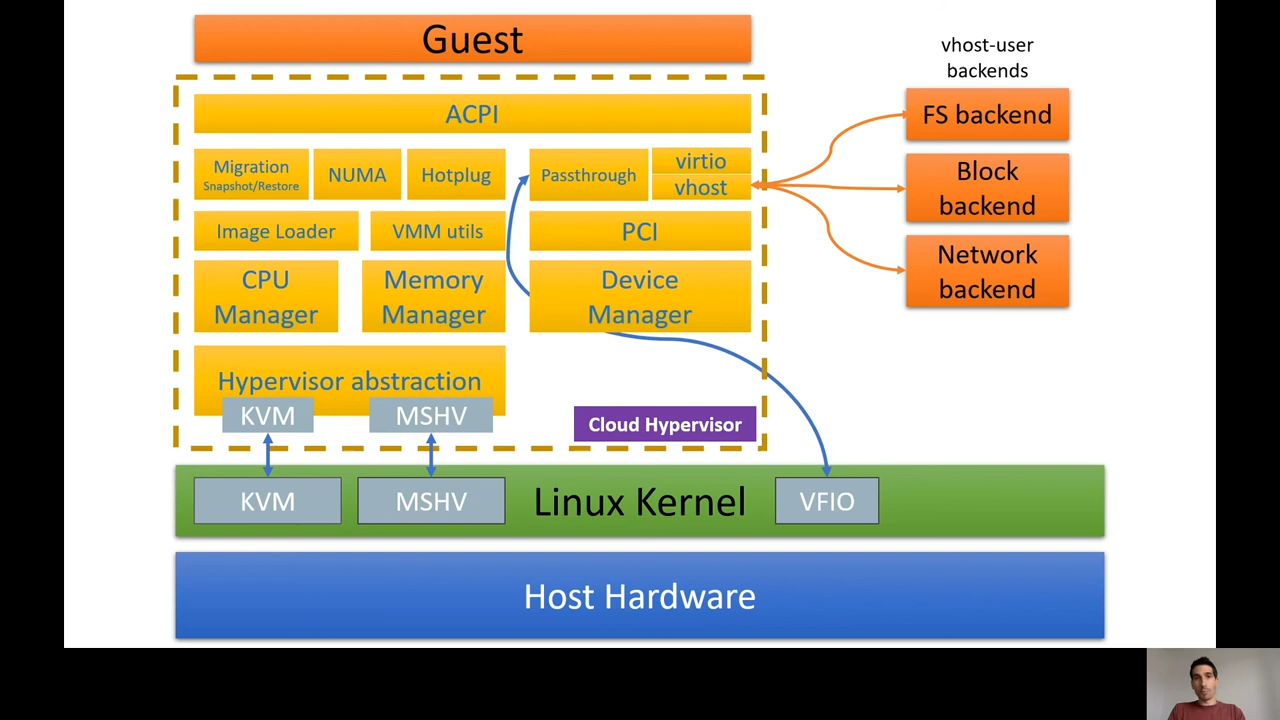 Guest
vhost-user
backends
ACPI
FS backend
Migration
Snapshot/Restore
NUMA
Hotplug
Passthrough
virtio
vhost
Block
backend
Image Loader
VMM utils
PCI
Network
backend
CPU
Manager
Memory
Manager
Device
Manager
Hypervisor abstraction
KVM
MSHV
Cloud Hypervisor
KVM
MSHV
Linux Kernel
VFIO
Host Hardware